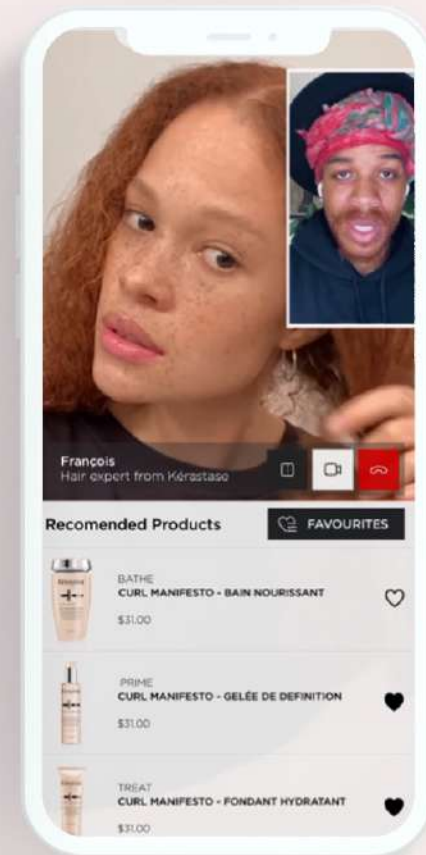 François
Hair expert from Kérastase
Recomended Products
FAVOURITES
BATHE
CURL MANIFESTO - BAIN NOURISSANT
$31.00
PRIME
CURL MANIFESTO - GELÉE DE DEFINITION
$31.00
TREAT
CURL MANIFESTO - FONDANT HYDRATANT
$31.00